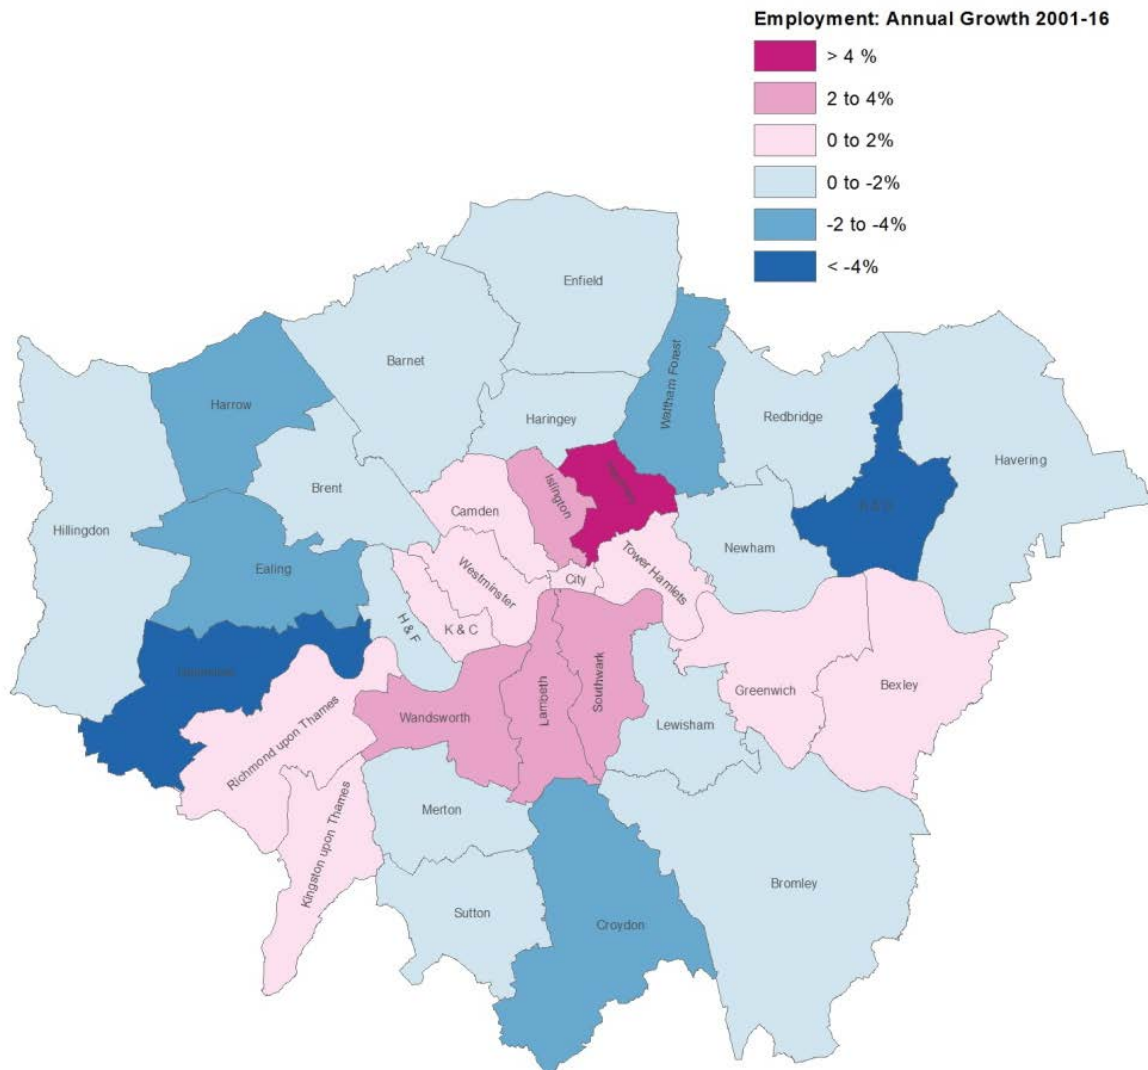 Employment: Annual Growth 2001-16
> 4 %
2 to 4%
0 to 2%
0 to -2%
-2 to -4%
< -4%
Enfield
Barnet
Waltham Forest
Harrow
Haringey
Redbridge
Havering
Brent
Islington
Camden
Hillingdon
Newham
Ealing
Westminster
City
Tower Hamlets
H & F
K & C
Greenwich
Bexley
Richmond upon Thames
Wandsworth
Lambeth
Southwark
Lewisham
Kingston upon Thames
Merton
Bromley
Sutton
Croydon